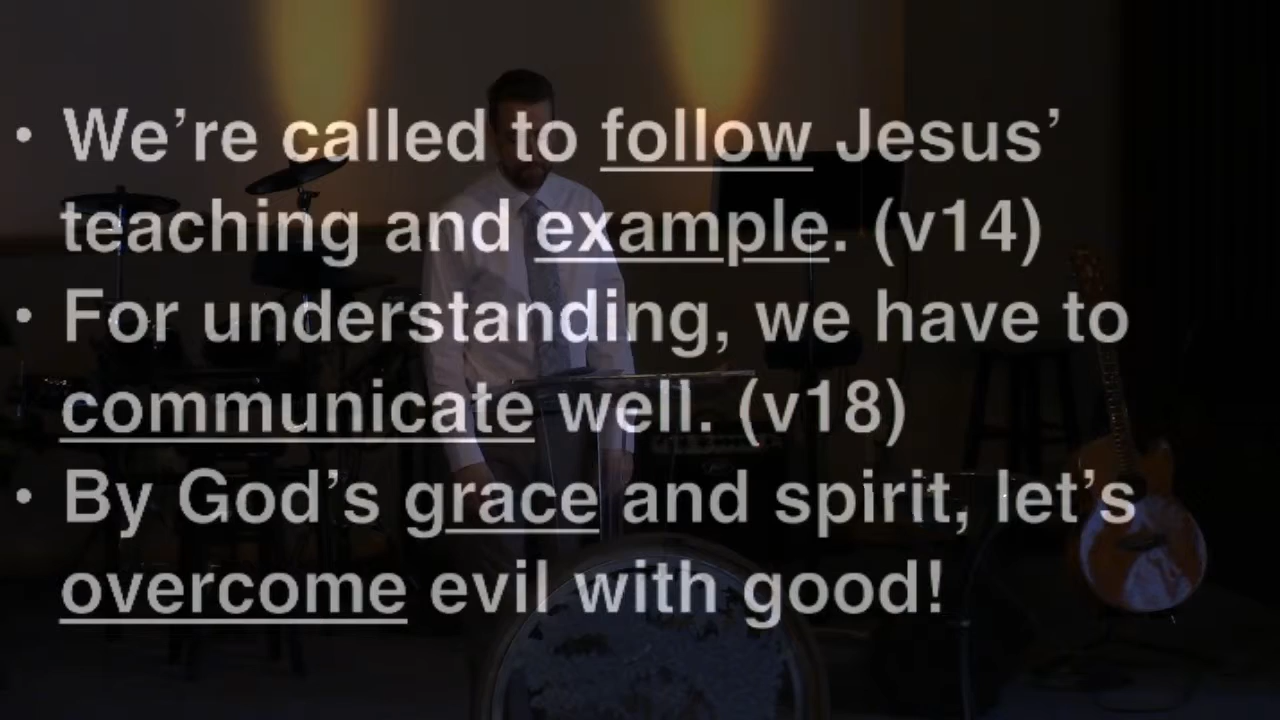 • We’re called to follow Jesus’
teaching and example. (v14)
• For understanding, we have to
communicate well. (v18)
• By God’s grace and spirit, let’s
overcome evil with good!